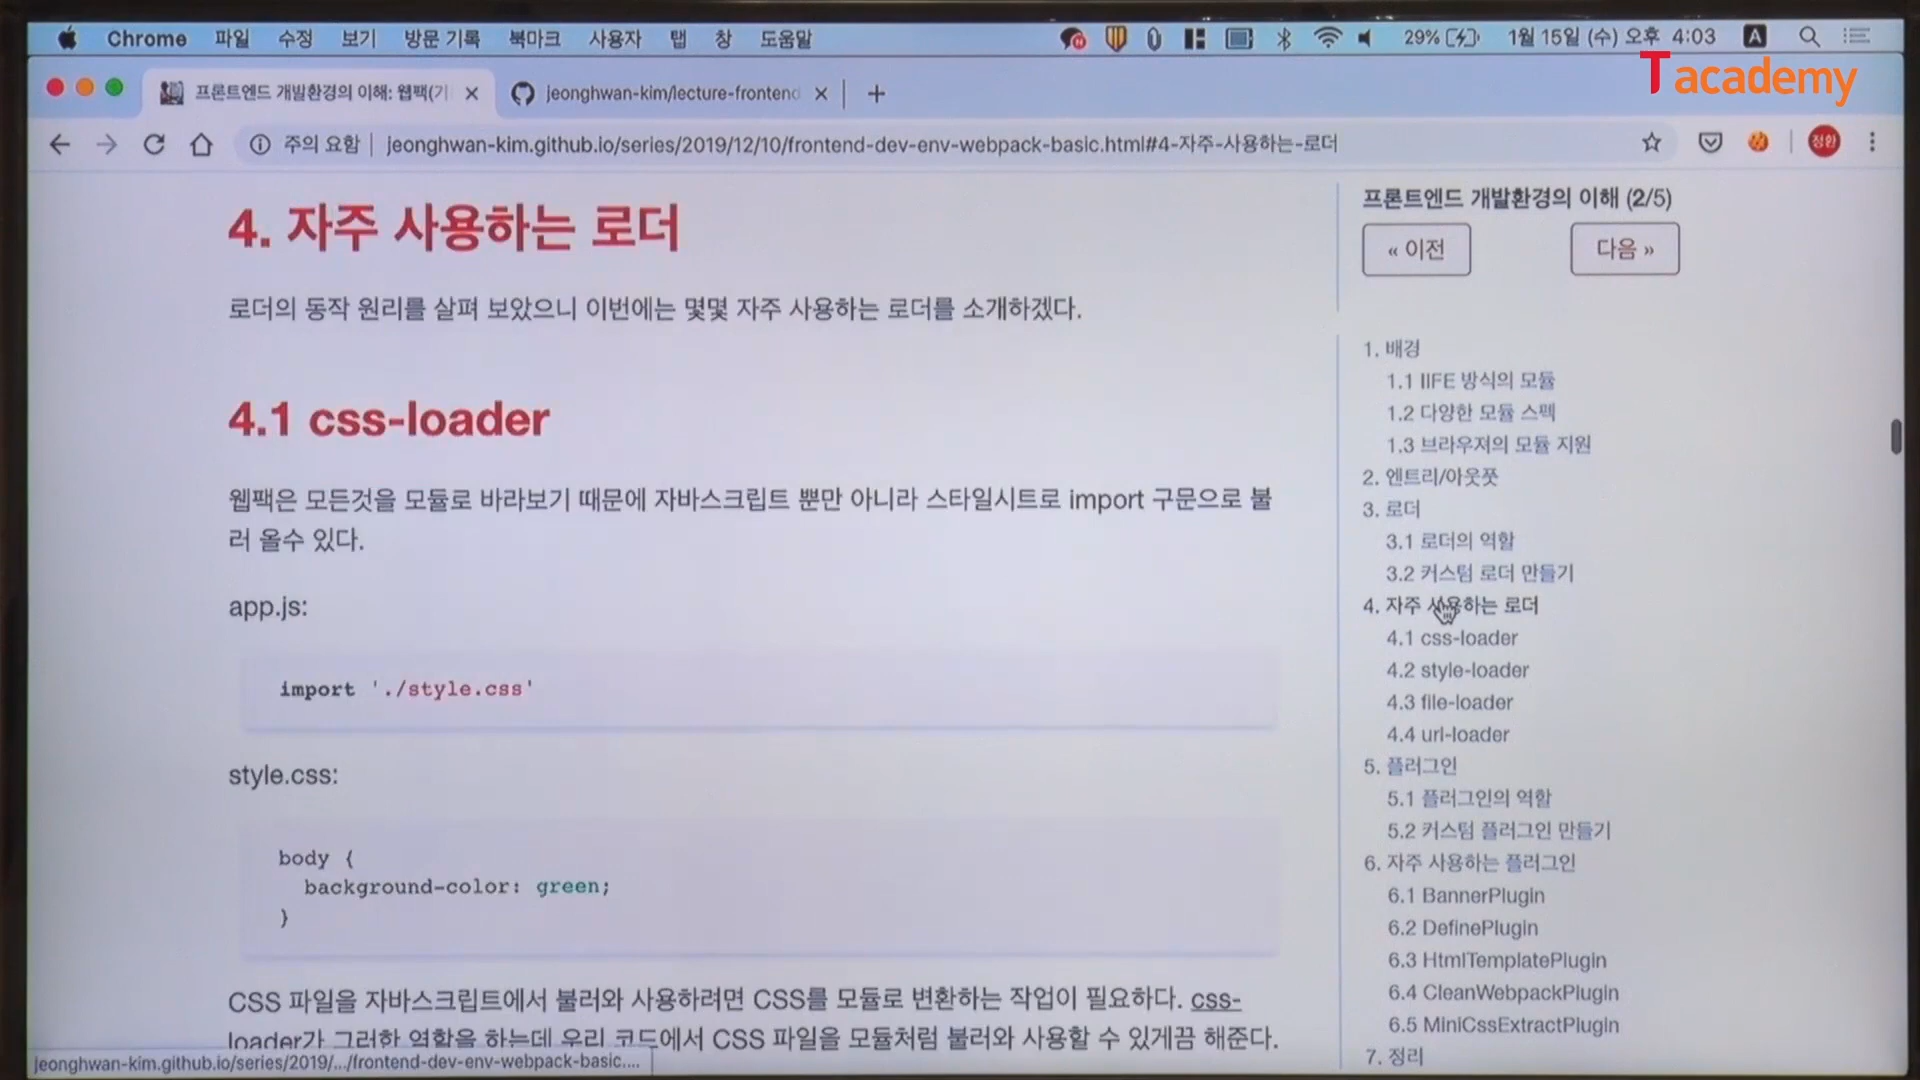 Chrome 파일 수정 보기 방문 기록 북마크 사용자 탭 창 도움말 29% 1월 15일 (수) 오후 4:03 A
Tacademy
프론트엔드 개발환경의 이해: 웹팩(기 jeonghwan-kim/lecture-frontend
주의 요함 jeonghwan-kim.github.io/series/2019/12/10/frontend-dev-env-webpack-basic.html#4-자주-사용하는-로더 정환
4. 자주 사용하는 로더
로더의 동작 원리를 살펴 보았으니 이번에는 몇몇 자주 사용하는 로더를 소개하겠다.
4.1 css-loader
웹팩은 모든것을 모듈로 바라보기 때문에 자바스크립트 뿐만 아니라 스타일시트로 import 구문으로 불
러 올수 있다.
app.js:
import './style.css'
style.css:
body {
background-color: green;
}
CSS 파일을 자바스크립트에서 불러와 사용하려면 CSS를 모듈로 변환하는 작업이 필요하다. css-
loader가 그러한 역할을 하는데 우리 코드에서 CSS 파일을 모듈처럼 불러와 사용할 수 있게끔 해준다.
jeonghwan-kim.github.io/series/2019/.../frontend-dev-env-webpack-basic....
프론트엔드 개발환경의 이해 (2/5)
« 이전 다음 »
1. 배경
1.1 IIFE 방식의 모듈
1.2 다양한 모듈 스펙
1.3 브라우져의 모듈 지원
2. 엔트리/아웃풋
3. 로더
3.1 로더의 역할
3.2 커스텀 로더 만들기
4. 자주 사용하는 로더
4.1 css-loader
4.2 style-loader
4.3 file-loader
4.4 url-loader
5. 플러그인
5.1 플러그인의 역할
5.2 커스텀 플러그인 만들기
6. 자주 사용하는 플러그인
6.1 BannerPlugin
6.2 DefinePlugin
6.3 HtmlTemplatePlugin
6.4 CleanWebpackPlugin
6.5 MiniCssExtractPlugin
7. 정리